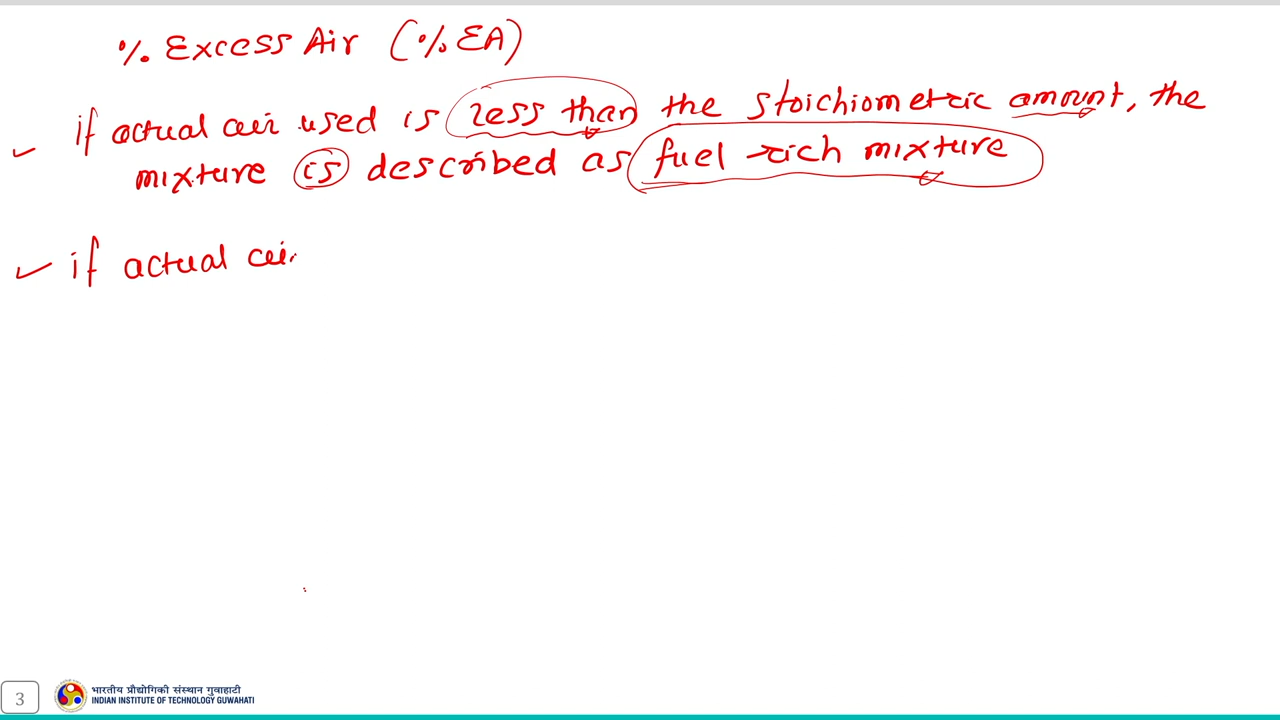 % Excess Air (% EA)
if actual air used is less than the stoichiometric amount, the
mixture is described as fuel rich mixture
if actual air
3
भारतीय प्रौद्योगिकी संस्थान गुवाहाटी
INDIAN INSTITUTE OF TECHNOLOGY GUWAHATI